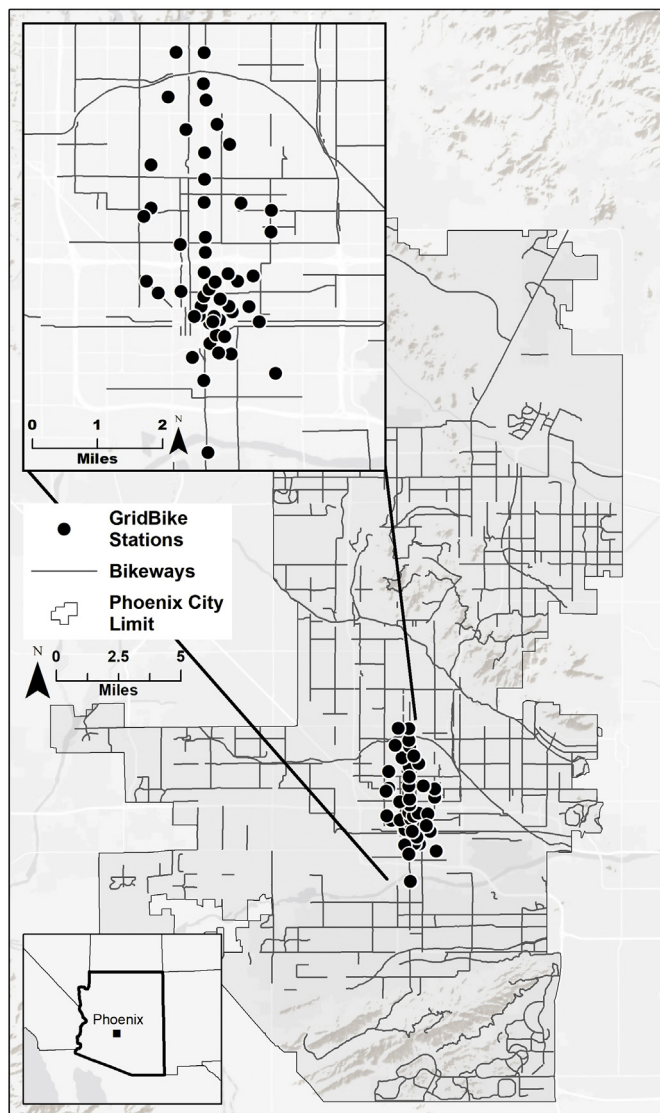 0 1 2
Miles
N
GridBike
Stations
Bikeways
Phoenix City
Limit
N
0 2.5 5
Miles
Phoenix